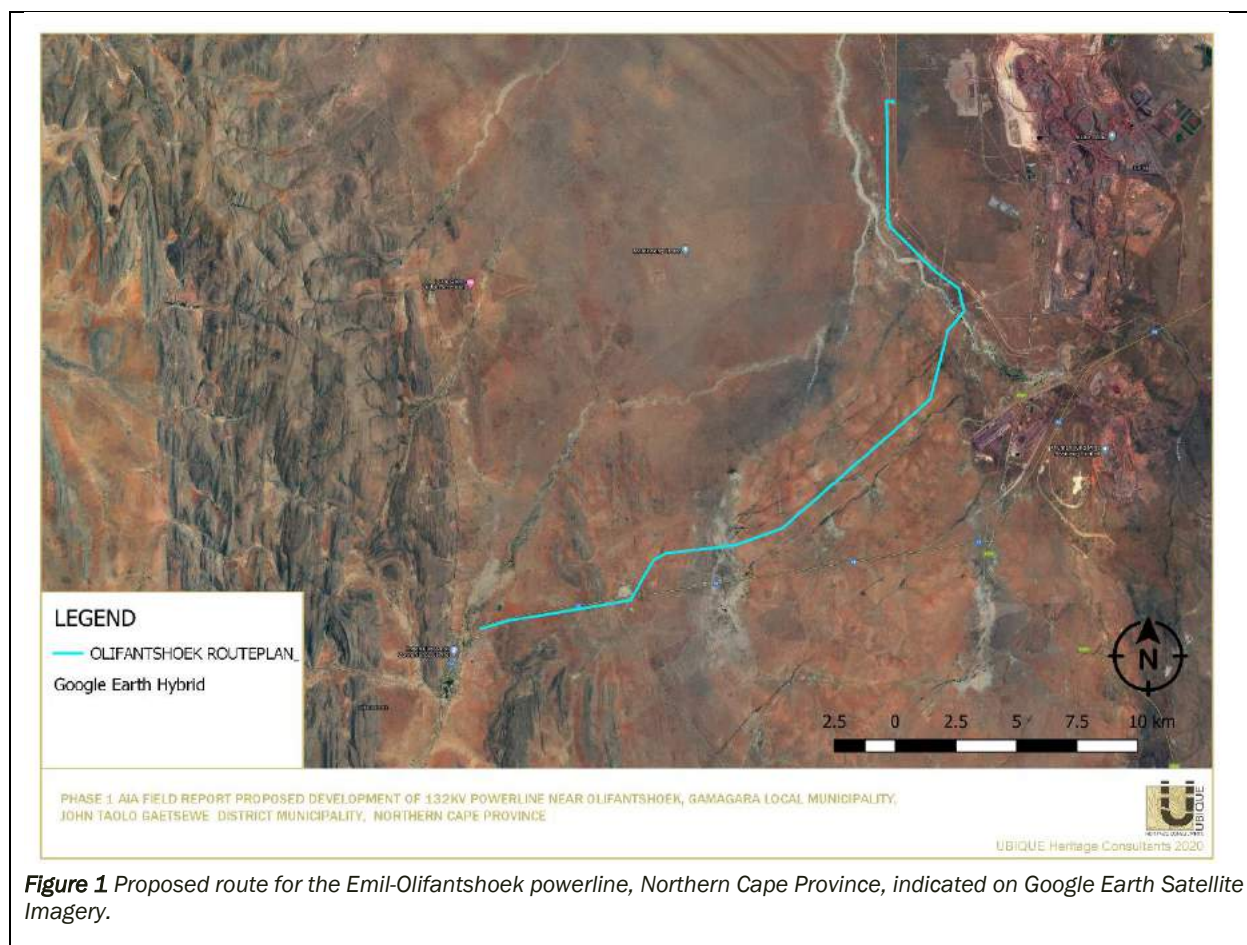 LEGEND
OLIFANTSHOEK ROUTEPLAN_
Google Earth Hybrid
N
2.5 0 2.5 5 7.5 10 km
PHASE 1 AIA FIELD REPORT PROPOSED DEVELOPMENT OF 132KV POWERLINE NEAR OLIFANTSHOEK, GAMAGARA LOCAL MUNICIPALITY,
JOHN TAOLO GAETSEWE DISTRICT MUNICIPALITY, NORTHERN CAPE PROVINCE
UBIQUE
UBIQUE Heritage Consultants 2020
Figure 1 Proposed route for the Emil-Olifantshoek powerline, Northern Cape Province, indicated on Google Earth Satellite
Imagery.